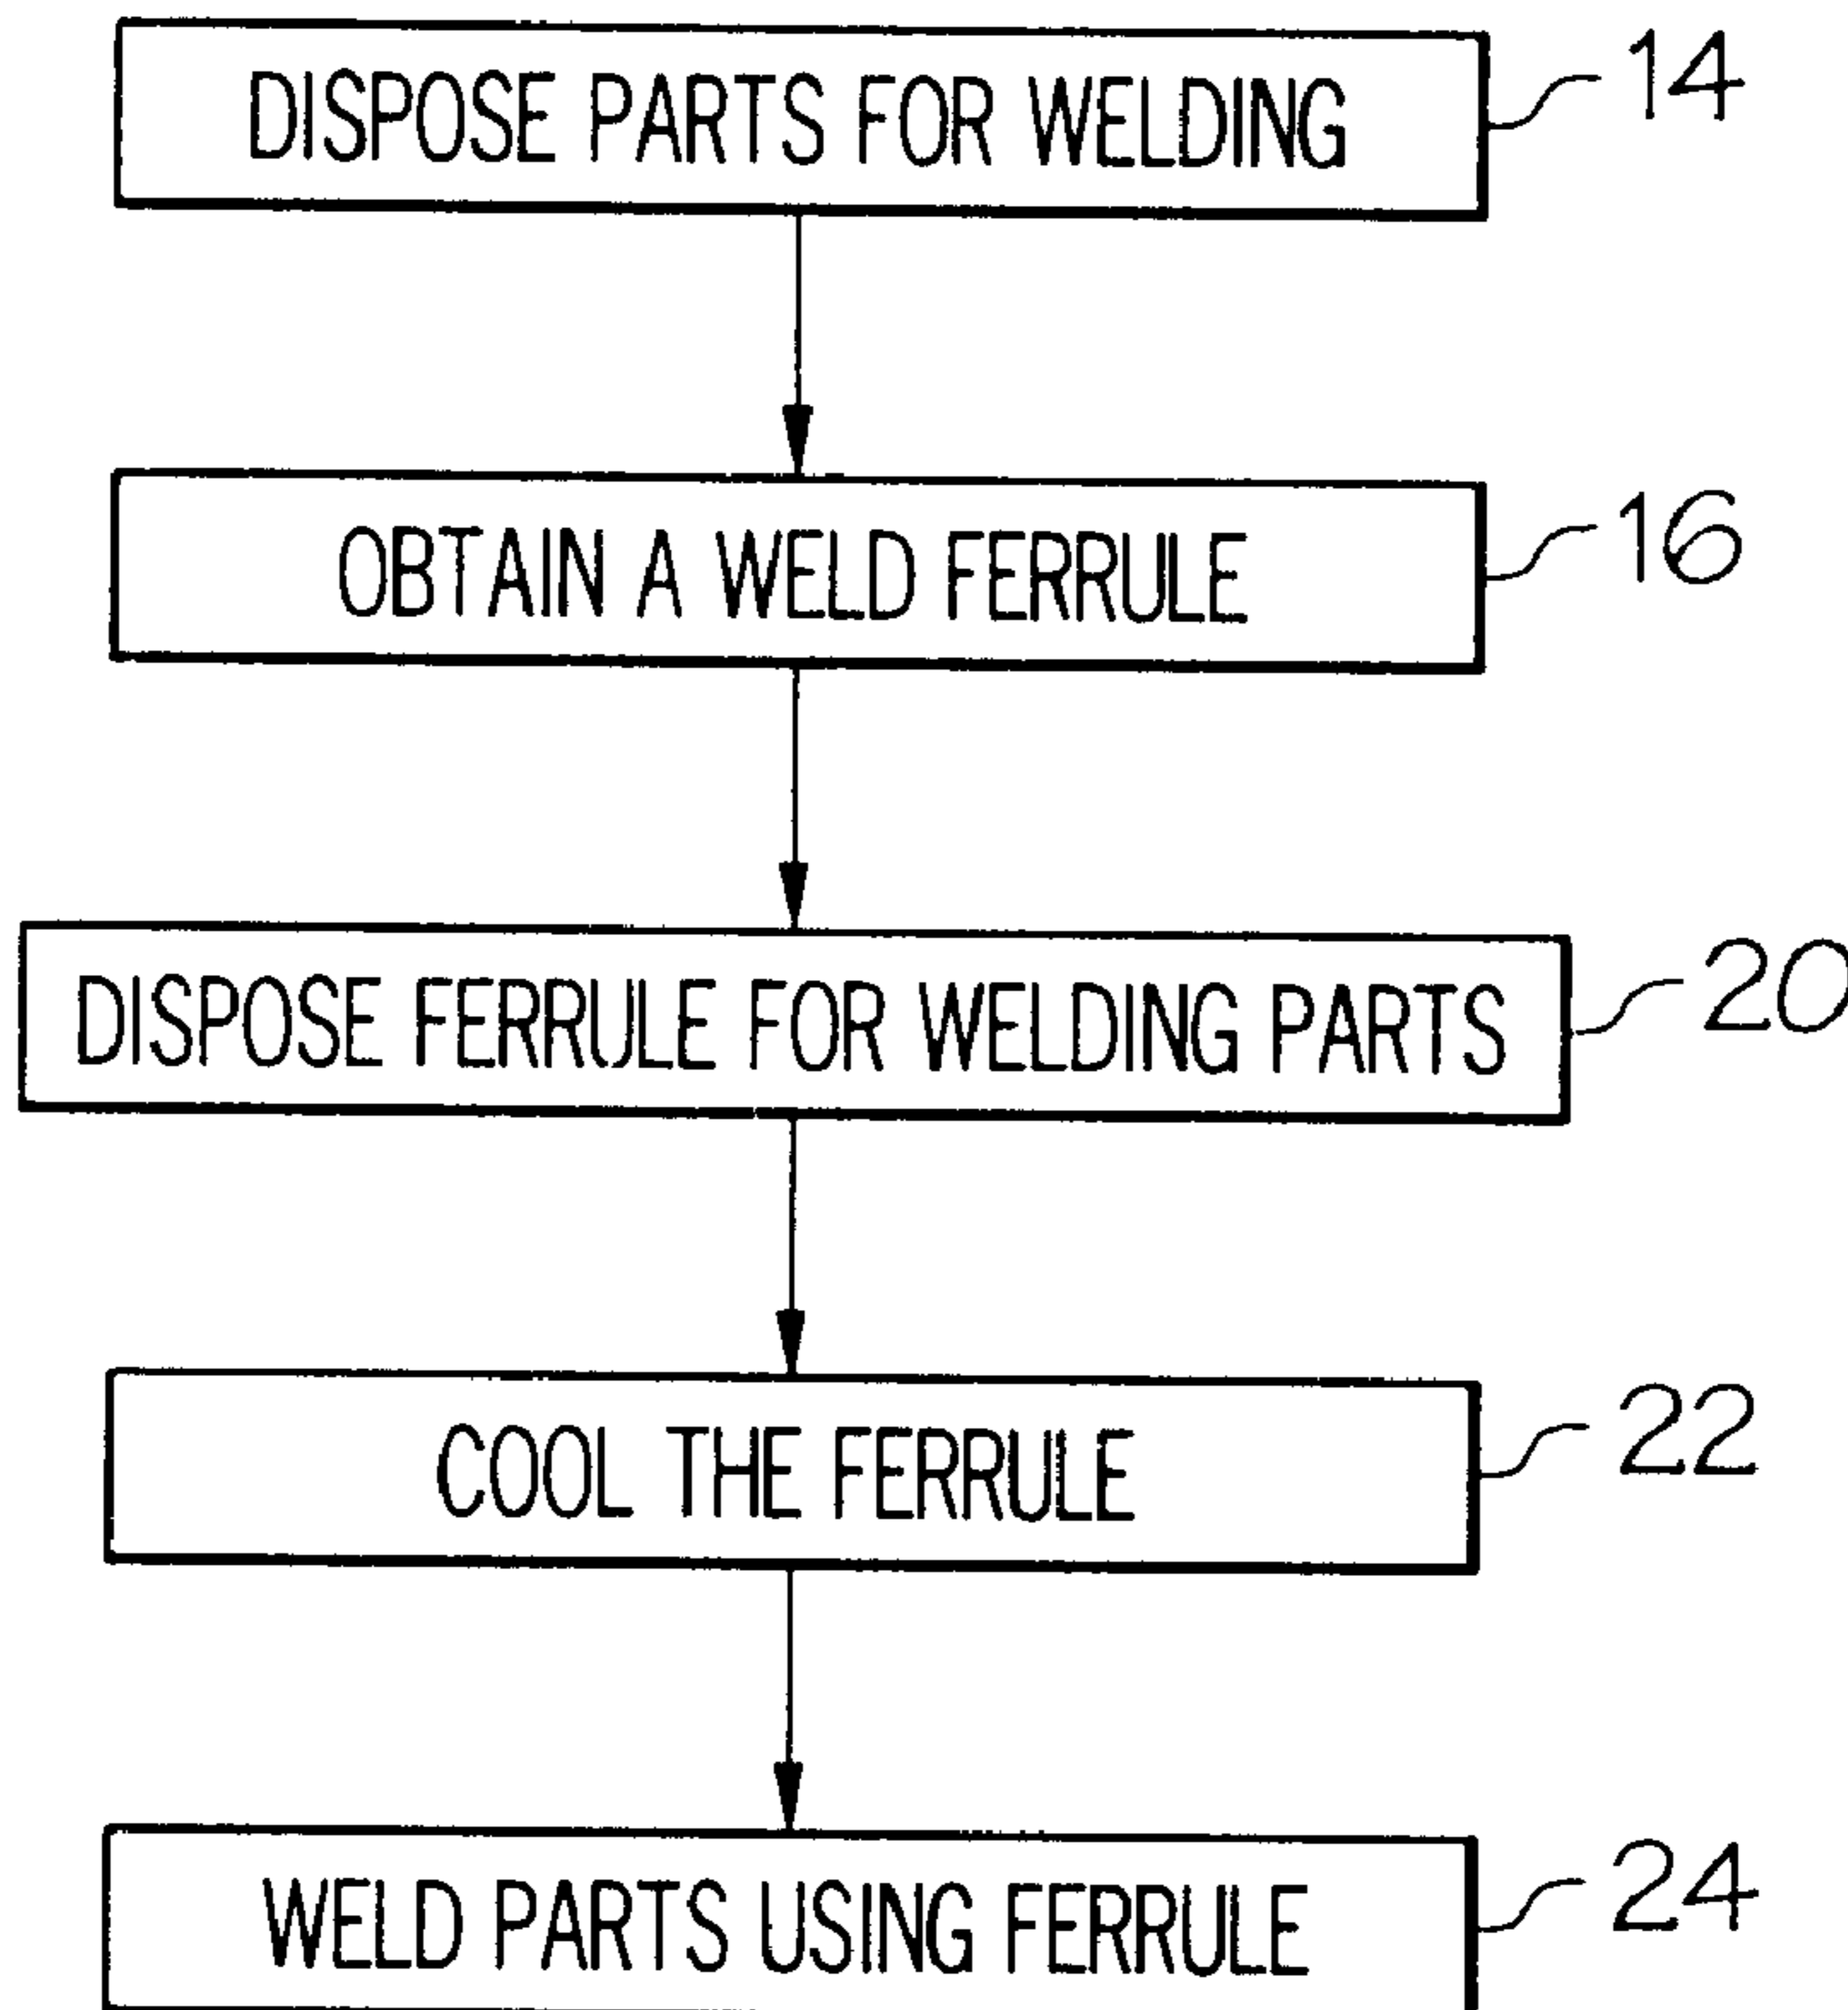 DISPOSE PARTS FOR WELDING 14
OBTAIN A WELD FERRULE 16
DISPOSE FERRULE FOR WELDING PARTS 20
COOL THE FERRULE 22
WELD PARTS USING FERRULE 24